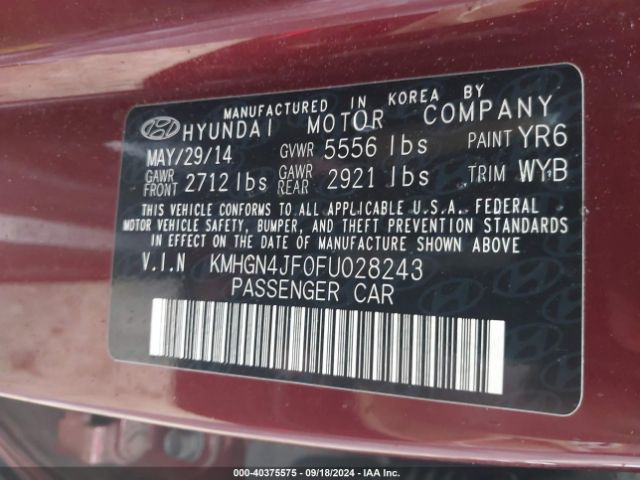 MANUFACTURED IN KOREA BY
HYUNDAI MOTOR COMPANY
MAY/29/14 GVWR 5556 lbs PAINT YR6
GAWR FRONT 2712 lbs GAWR REAR 2921 lbs TRIM WYB
THIS VEHICLE CONFORMS TO ALL APPLICABLE U.S.A. FEDERAL
MOTOR VEHICLE SAFETY, BUMPER, AND THEFT PREVENTION STANDARDS
IN EFFECT ON THE DATE OF MANUFACTURE SHOWN ABOVE
V.I.N KMHGN4JF0FU028243
PASSENGER CAR
000-40375575 - 09/18/2024 - IAA Inc.